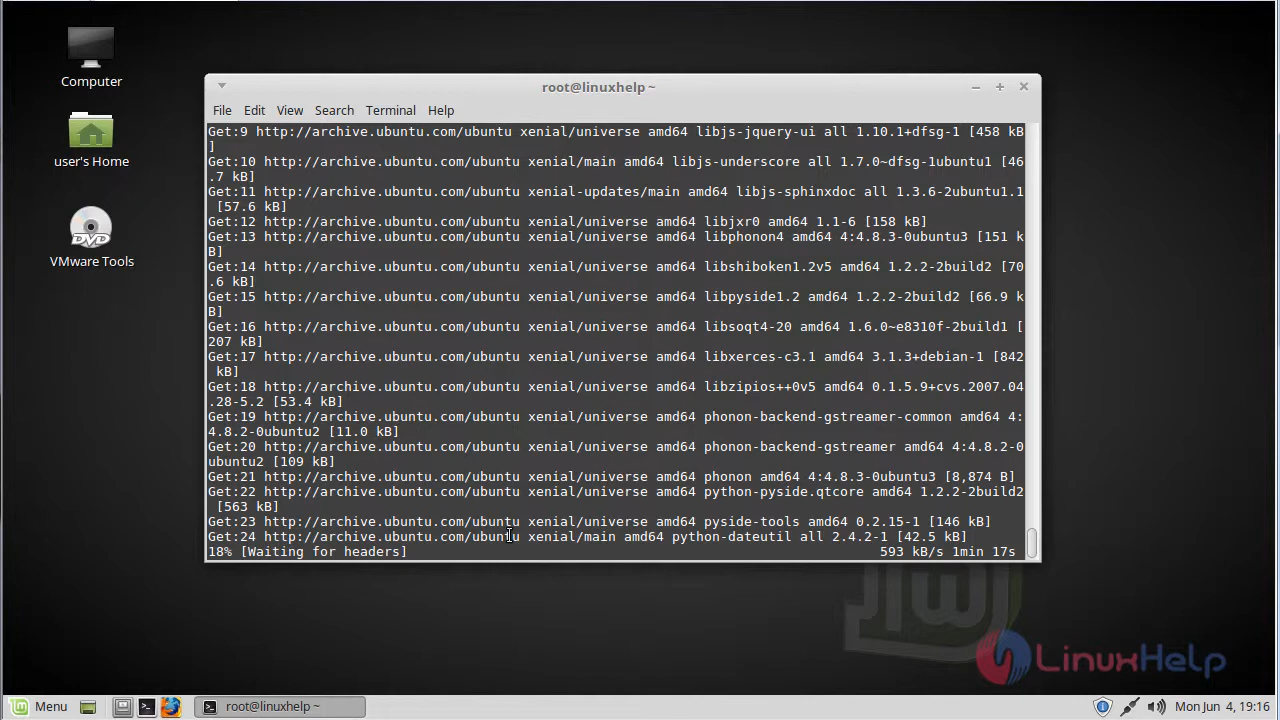 Computer
user's Home
DVD
VMware Tools
root@linuxhelp ~
File Edit View Search Terminal Help
Get:9 http://archive.ubuntu.com/ubuntu xenial/universe amd64 libjs-jquery-ui all 1.10.1+dfsg-1 [458 kB
]
Get:10 http://archive.ubuntu.com/ubuntu xenial/main amd64 libjs-underscore all 1.7.0~dfsg-1ubuntu1 [46
.7 kB]
Get:11 http://archive.ubuntu.com/ubuntu xenial-updates/main amd64 libjs-sphinxdoc all 1.3.6-2ubuntu1.1
[57.6 kB]
Get:12 http://archive.ubuntu.com/ubuntu xenial/universe amd64 libjxr0 amd64 1.1-6 [158 kB]
Get:13 http://archive.ubuntu.com/ubuntu xenial/universe amd64 libphonon4 amd64 4:4.8.3-0ubuntu3 [151 k
B]
Get:14 http://archive.ubuntu.com/ubuntu xenial/universe amd64 libshiboken1.2v5 amd64 1.2.2-2build2 [70
.6 kB]
Get:15 http://archive.ubuntu.com/ubuntu xenial/universe amd64 libpyside1.2 amd64 1.2.2-2build2 [66.9 k
B]
Get:16 http://archive.ubuntu.com/ubuntu xenial/universe amd64 libsoqt4-20 amd64 1.6.0~e8310f-2build1 [
207 kB]
Get:17 http://archive.ubuntu.com/ubuntu xenial/universe amd64 libxerces-c3.1 amd64 3.1.3+debian-1 [842
kB]
Get:18 http://archive.ubuntu.com/ubuntu xenial/universe amd64 libzipios++0v5 amd64 0.1.5.9+cvs.2007.04
.28-5.2 [53.4 kB]
Get:19 http://archive.ubuntu.com/ubuntu xenial/universe amd64 phonon-backend-gstreamer-common amd64 4:
4.8.2-0ubuntu2 [11.0 kB]
Get:20 http://archive.ubuntu.com/ubuntu xenial/universe amd64 phonon-backend-gstreamer amd64 4:4.8.2-0
ubuntu2 [109 kB]
Get:21 http://archive.ubuntu.com/ubuntu xenial/universe amd64 phonon amd64 4:4.8.3-0ubuntu3 [8,874 B]
Get:22 http://archive.ubuntu.com/ubuntu xenial/universe amd64 python-pyside.qtcore amd64 1.2.2-2build2
[563 kB]
Get:23 http://archive.ubuntu.com/ubuntu xenial/universe amd64 pyside-tools amd64 0.2.15-1 [146 kB]
Get:24 http://archive.ubuntu.com/ubuntu xenial/main amd64 python-dateutil all 2.4.2-1 [42.5 kB]
18% [Waiting for headers] 593 kB/s 1min 17s
LinuxHelp
Menu root@linuxhelp ~ Mon Jun 4, 19:16